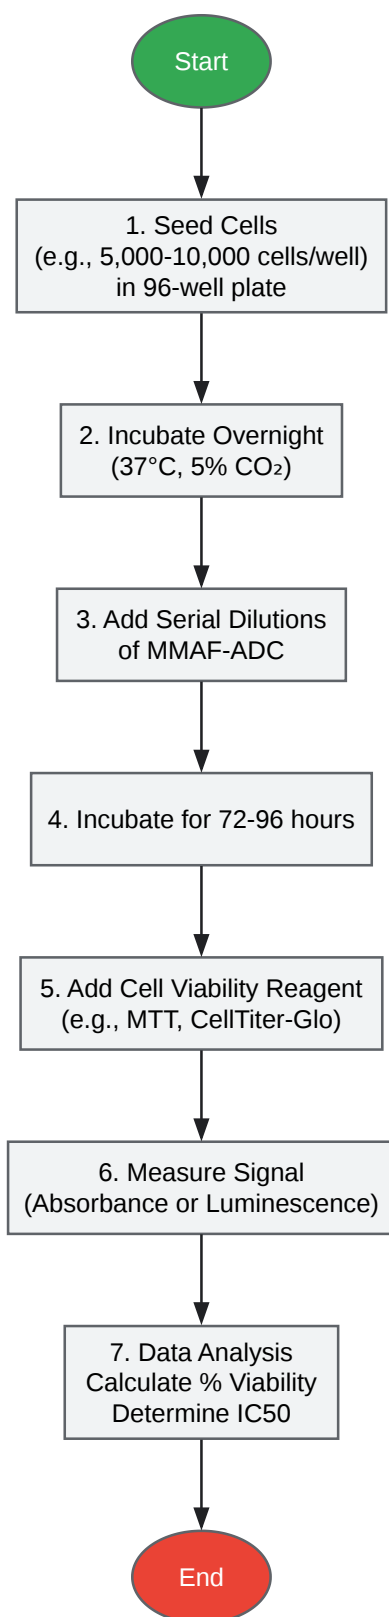 Start
1. Seed Cells
(e.g., 5,000-10,000 cells/well)
in 96-well plate
2. Incubate Overnight
(37°C, 5% CO₂)
3. Add Serial Dilutions
of MMAF-ADC
4. Incubate for 72-96 hours
5. Add Cell Viability Reagent
(e.g., MTT, CellTiter-Glo)
6. Measure Signal
(Absorbance or Luminescence)
7. Data Analysis
Calculate % Viability
Determine IC50
End